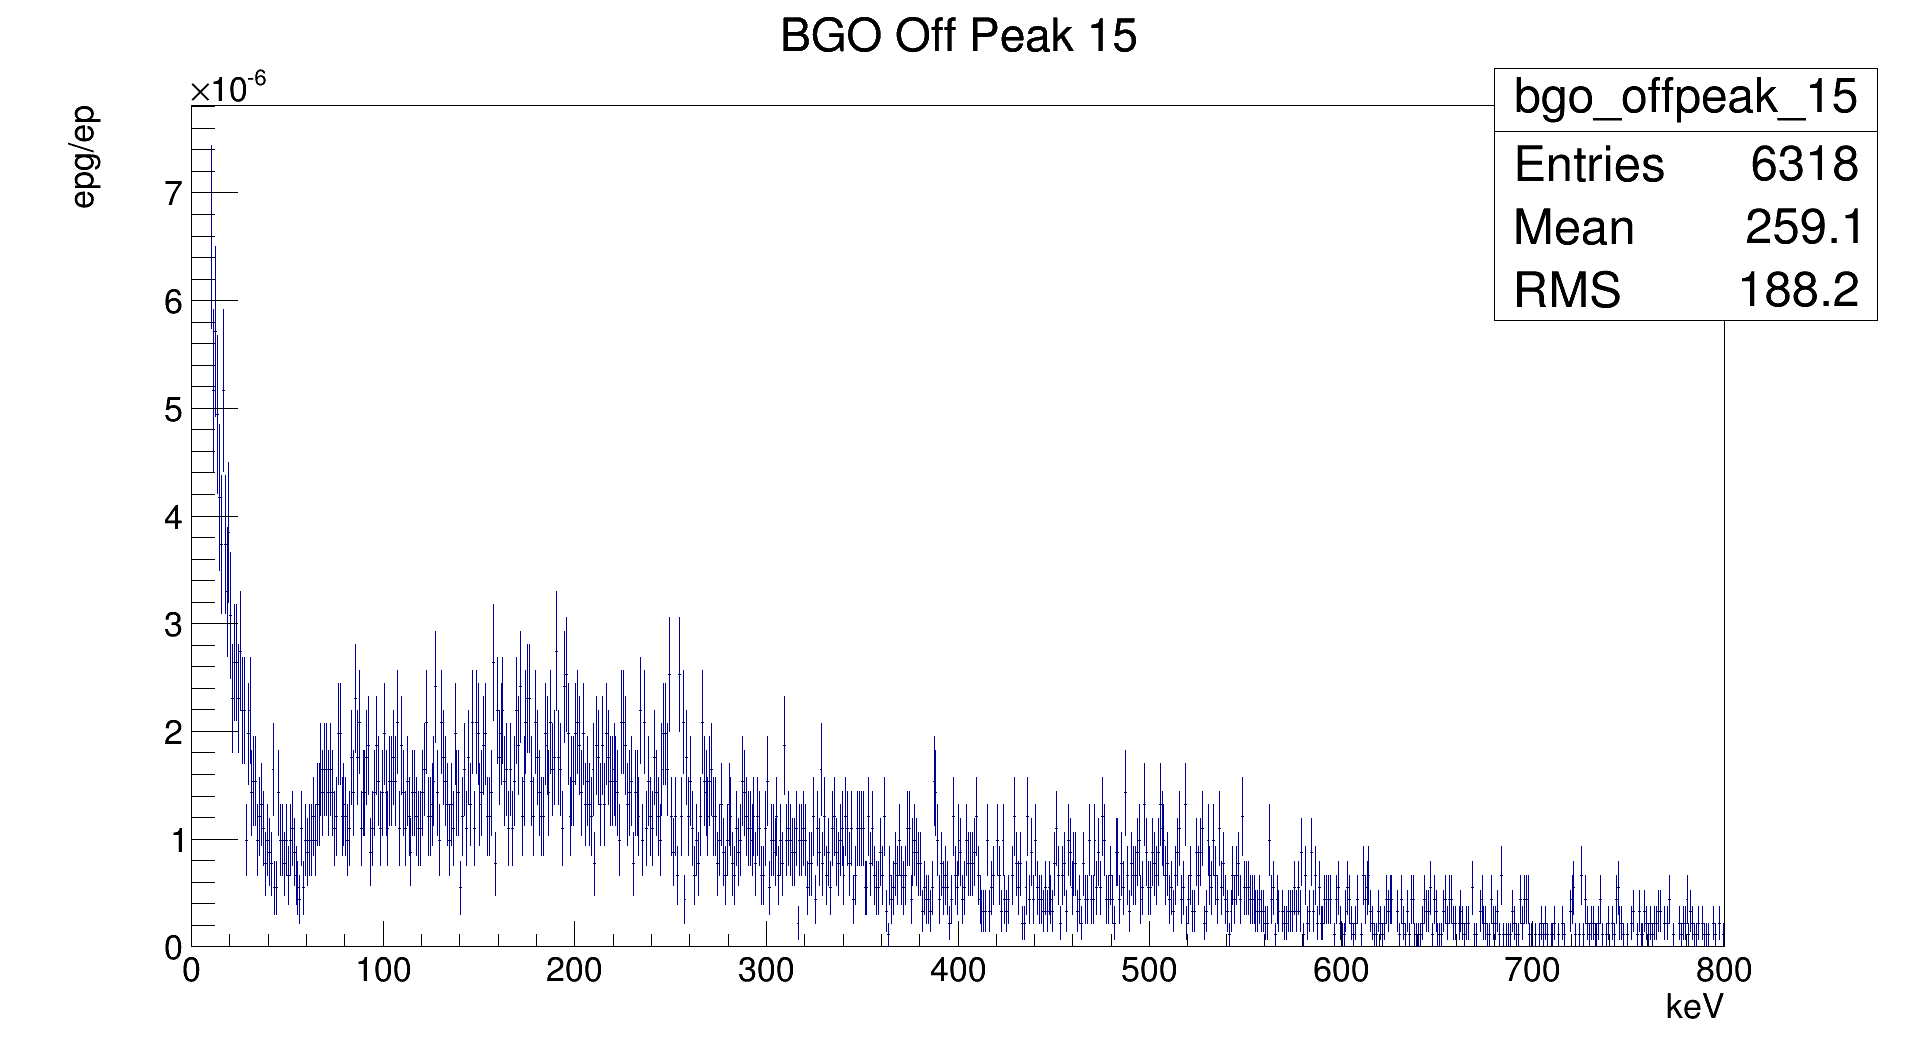 BGO Off Peak 15
×10-6
epg/ep
bgo_offpeak_15
Entries 6318
Mean 259.1
RMS 188.2
7
6
5
4
3
2
1
0
0 100 200 300 400 500 600 700 800
keV